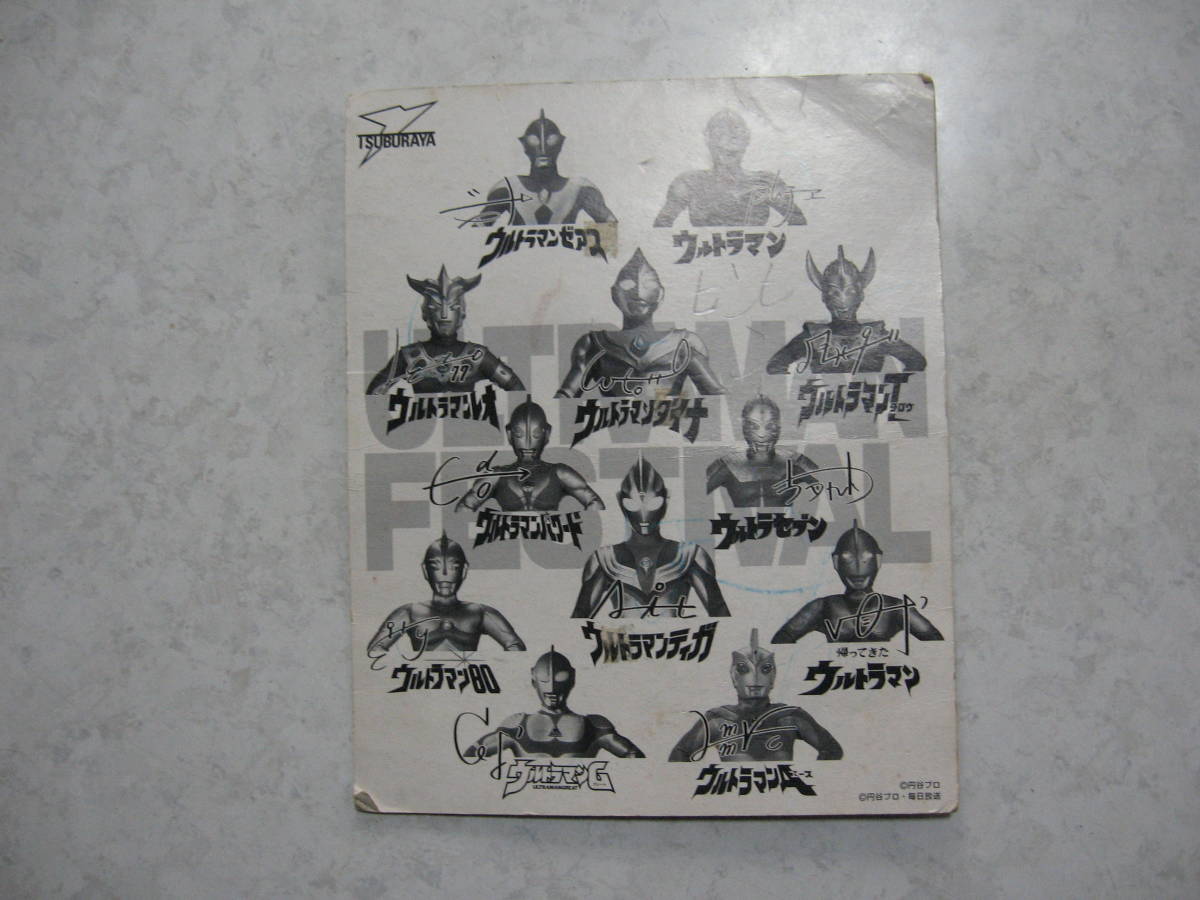 TSUBURAYA
ウルトラマンゼアス
ウルトラマン
ULTRAMAN
FESTIVAL
ウルトラマンレオ
ウルトラマンダイナ
ウルトラマンT
タロウ
ウルトラマンパワード
ウルトラセブン
ウルトラマン80
ウルトラマンティガ
帰ってきた
ウルトラマン
ウルトラマンG
ULTRAMANGREAT
ウルトラマンA
エース
©円谷プロ
©円谷プロ・毎日放送